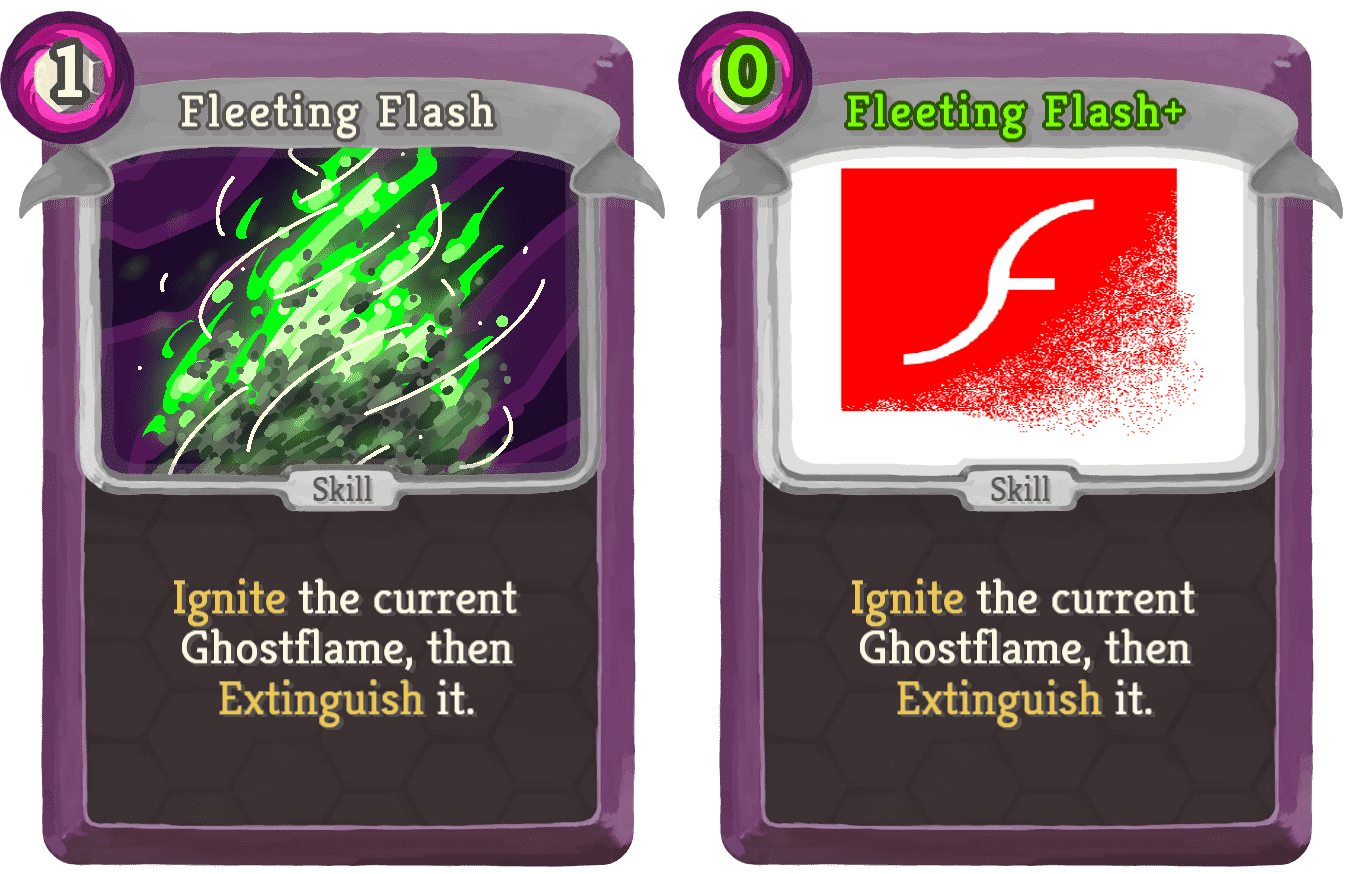 1
Fleeting Flash
Skill
Ignite the current
Ghostflame, then
Extinguish it.
0
Fleeting Flash+
Skill
Ignite the current
Ghostflame, then
Extinguish it.